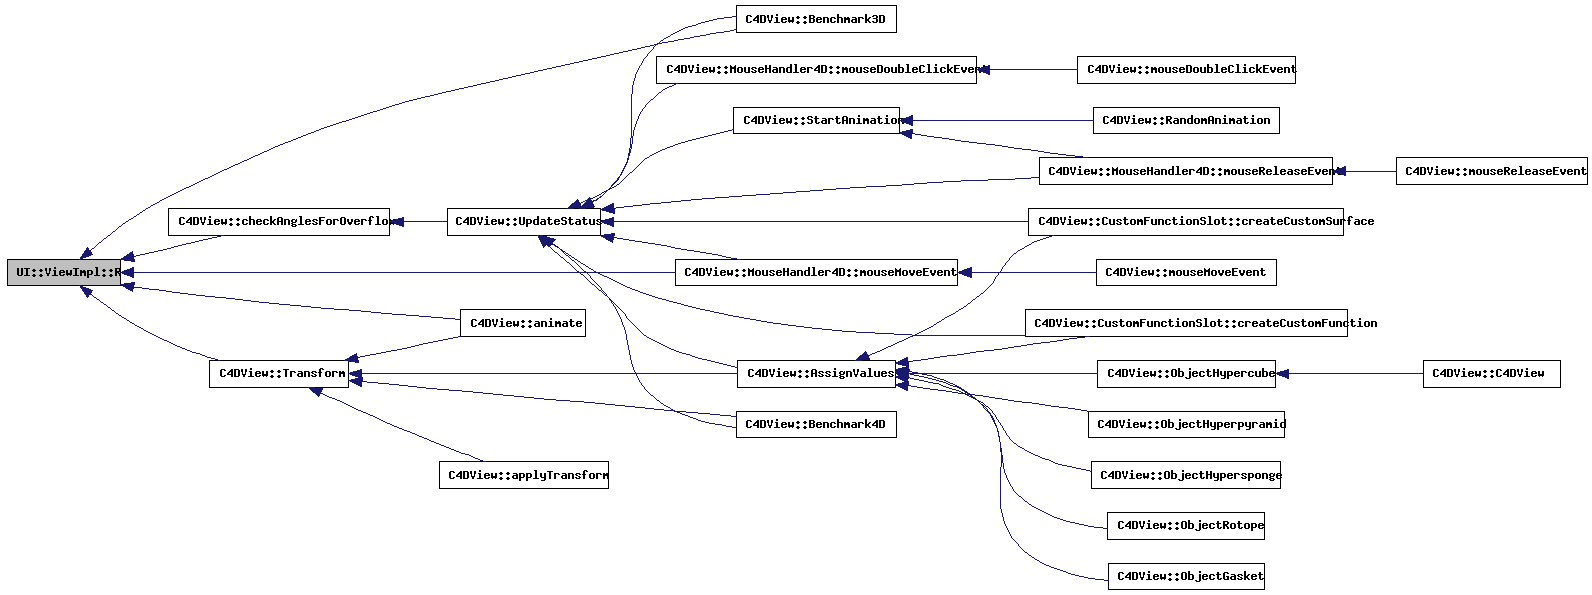 C4DView::Benchmark3D
C4DView::MouseHandler4D::mouseDoubleClickEvent
C4DView::mouseDoubleClickEvent
C4DView::StartAnimation
C4DView::RandomAnimation
C4DView::MouseHandler4D::mouseReleaseEvent
C4DView::mouseReleaseEvent
C4DView::checkAnglesForOverflow
C4DView::UpdateStatus
C4DView::CustomFunctionSlot::createCustomSurface
UI::ViewImpl::R
C4DView::MouseHandler4D::mouseMoveEvent
C4DView::mouseMoveEvent
C4DView::animate
C4DView::CustomFunctionSlot::createCustomFunction
C4DView::Transform
C4DView::AssignValues
C4DView::ObjectHypercube
C4DView::C4DView
C4DView::Benchmark4D
C4DView::ObjectHyperpyramid
C4DView::applyTransform
C4DView::ObjectHypersponge
C4DView::ObjectRotope
C4DView::ObjectGasket